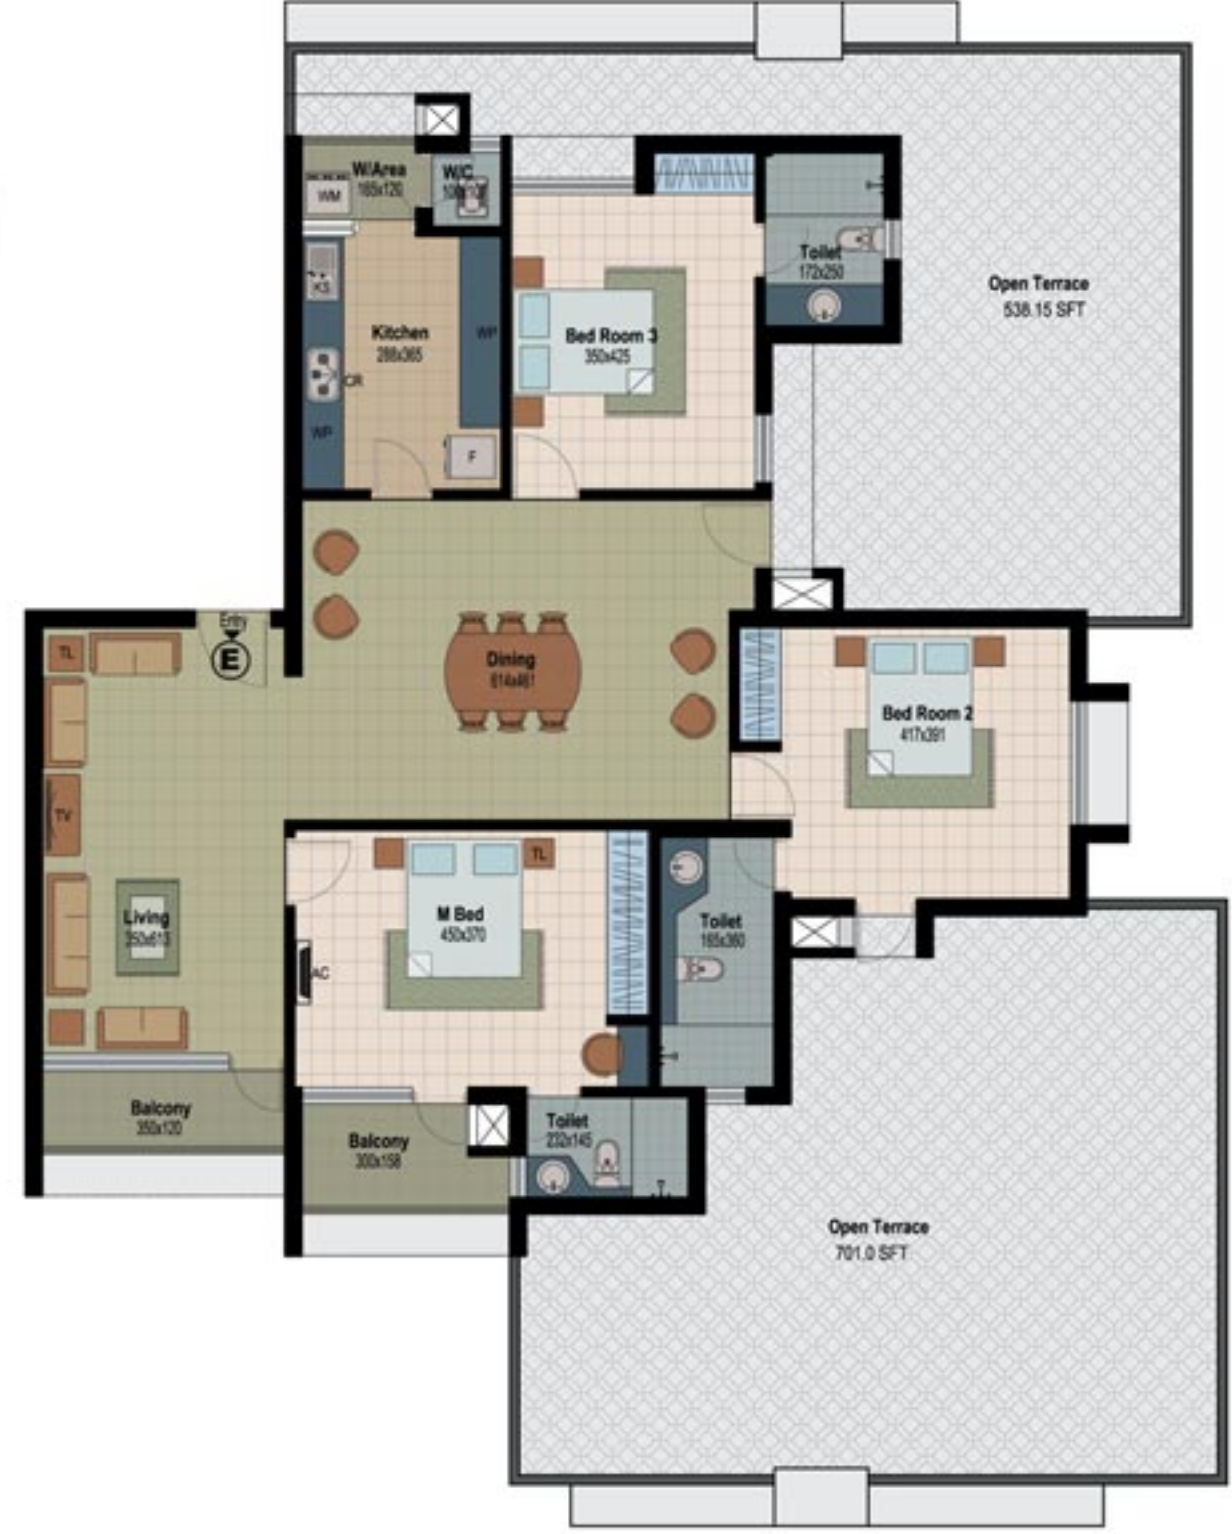 W/Area
165x120
W/C
WM
KS
Kitchen
288x365
WP
CR
WP
F
Bed Room 3
350x425
Toilet
172x250
Open Terrace
538.15 SFT
Entry
E
TL
Dining
614x461
Bed Room 2
417x391
TV
Living
350x613
M Bed
450x370
TL
AC
Toilet
165x360
Balcony
350x120
Balcony
300x158
Toilet
232x145
Open Terrace
701.0 SFT